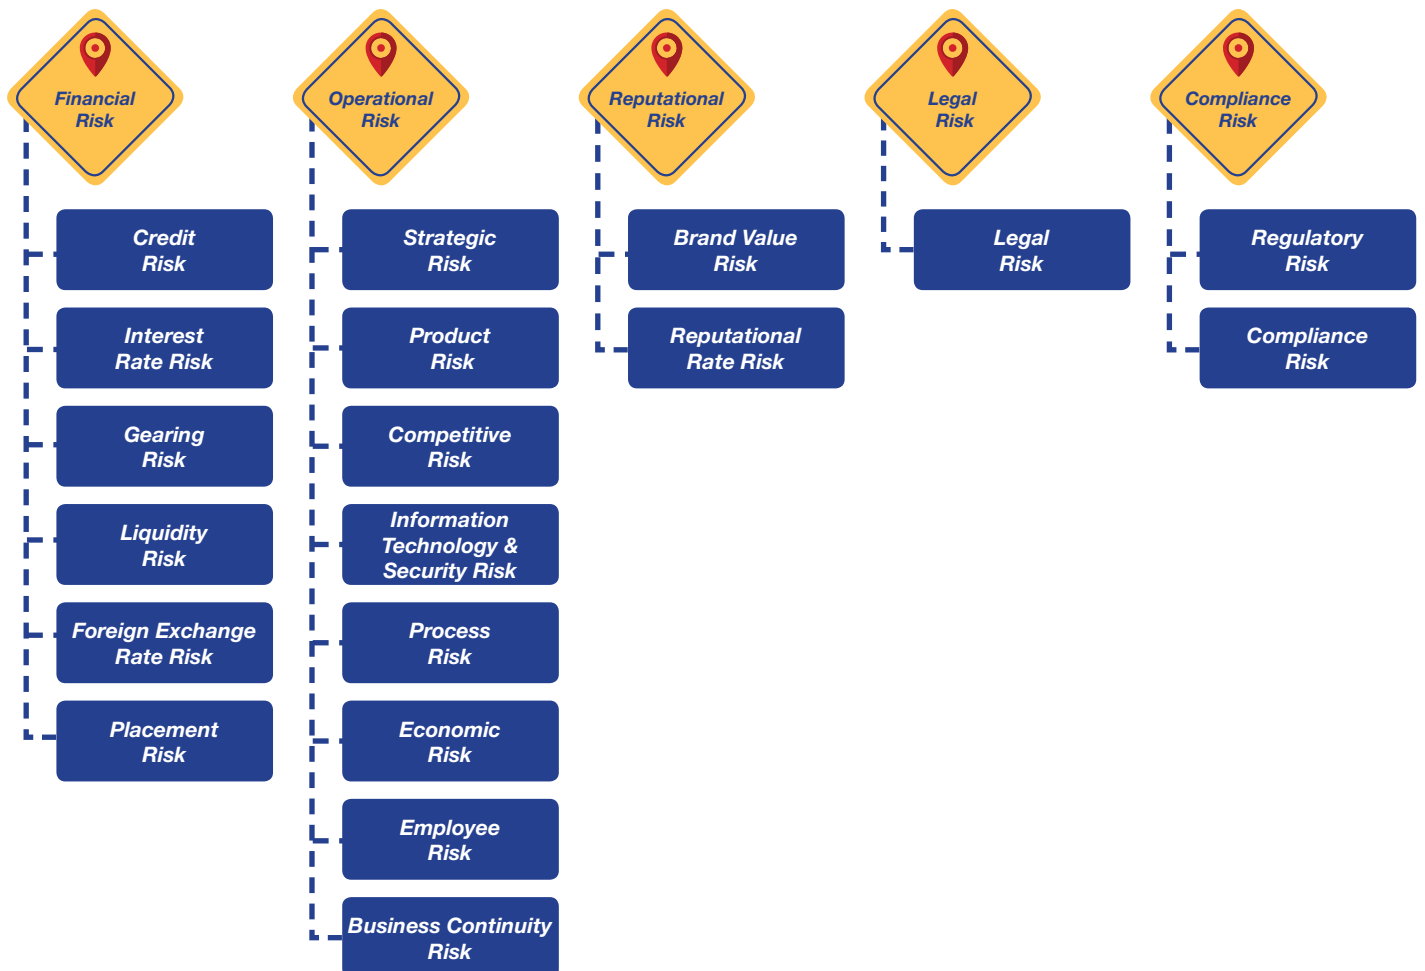 Financial
Risk
Credit
Risk
Interest
Rate Risk
Gearing
Risk
Liquidity
Risk
Foreign Exchange
Rate Risk
Placement
Risk
Operational
Risk
Strategic
Risk
Product
Risk
Competitive
Risk
Information
Technology &
Security Risk
Process
Risk
Economic
Risk
Employee
Risk
Business Continuity
Risk
Reputational
Risk
Brand Value
Risk
Reputational
Rate Risk
Legal
Risk
Legal
Risk
Compliance
Risk
Regulatory
Risk
Compliance
Risk